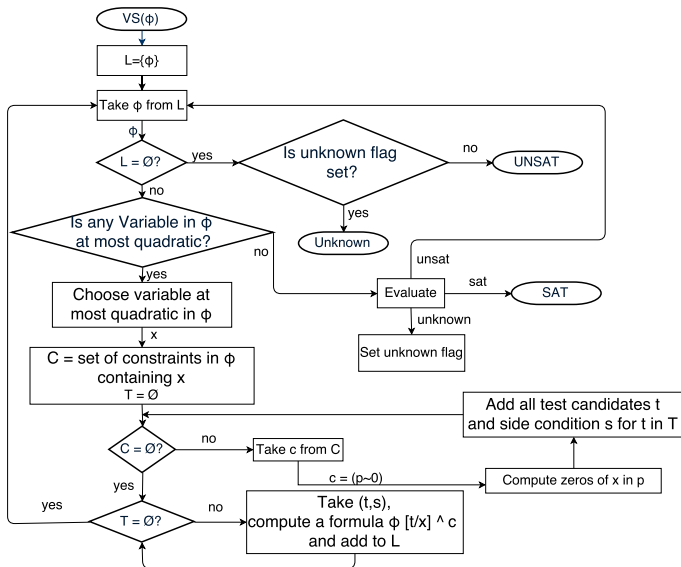 VS(ϕ)
L={ϕ}
Take ϕ from L
ϕ
L = Ø?
yes
Is unknown flag
set?
no
UNSAT
no
yes
Is any Variable in ϕ
at most quadratic?
Unknown
no
unsat
yes
Choose variable at
most quadratic in ϕ
Evaluate
sat
SAT
unknown
x
Set unknown flag
C = set of constraints in ϕ
containing x
T = Ø
Add all test candidates t
and side condition s for t in T
C = Ø?
no
Take c from C
c = (p~0)
Compute zeros of x in p
yes
yes
T = Ø?
no
Take (t,s),
compute a formula ϕ [t/x] ^ c
and add to L